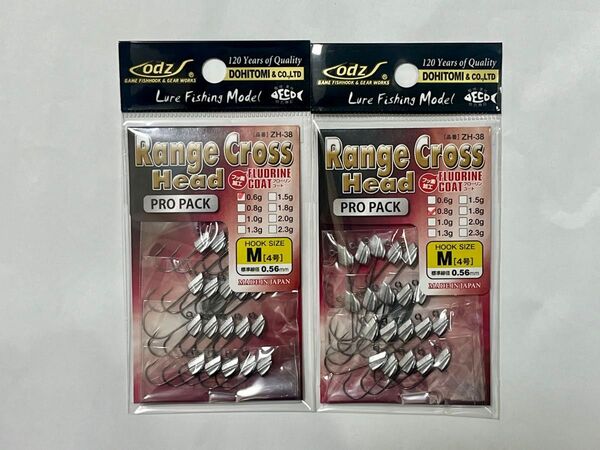 odz
GAME FISHHOOK & GEAR WORKS
120 Years of Quality
DOHITOMI & CO.,LTD
Lure Fishing Model
FECO
[品番] ZH-38
Range Cross
Head
フッ素加工
FLUORINE
COAT フローリンコート
PRO PACK
0.6g 1.5g
0.8g 1.8g
1.0g 2.0g
1.3g 2.3g
HOOK SIZE
M [4号]
標準線径 0.56mm
MADE IN JAPAN
odz
GAME FISHHOOK & GEAR WORKS
120 Years of Quality
DOHITOMI & CO.,LTD
Lure Fishing Model
FECO
[品番] ZH-38
Range Cross
Head
フッ素加工
FLUORINE
COAT フローリンコート
PRO PACK
0.6g 1.5g
0.8g 1.8g
1.0g 2.0g
1.3g 2.3g
HOOK SIZE
M [4号]
標準線径 0.56mm
MADE IN JAPAN